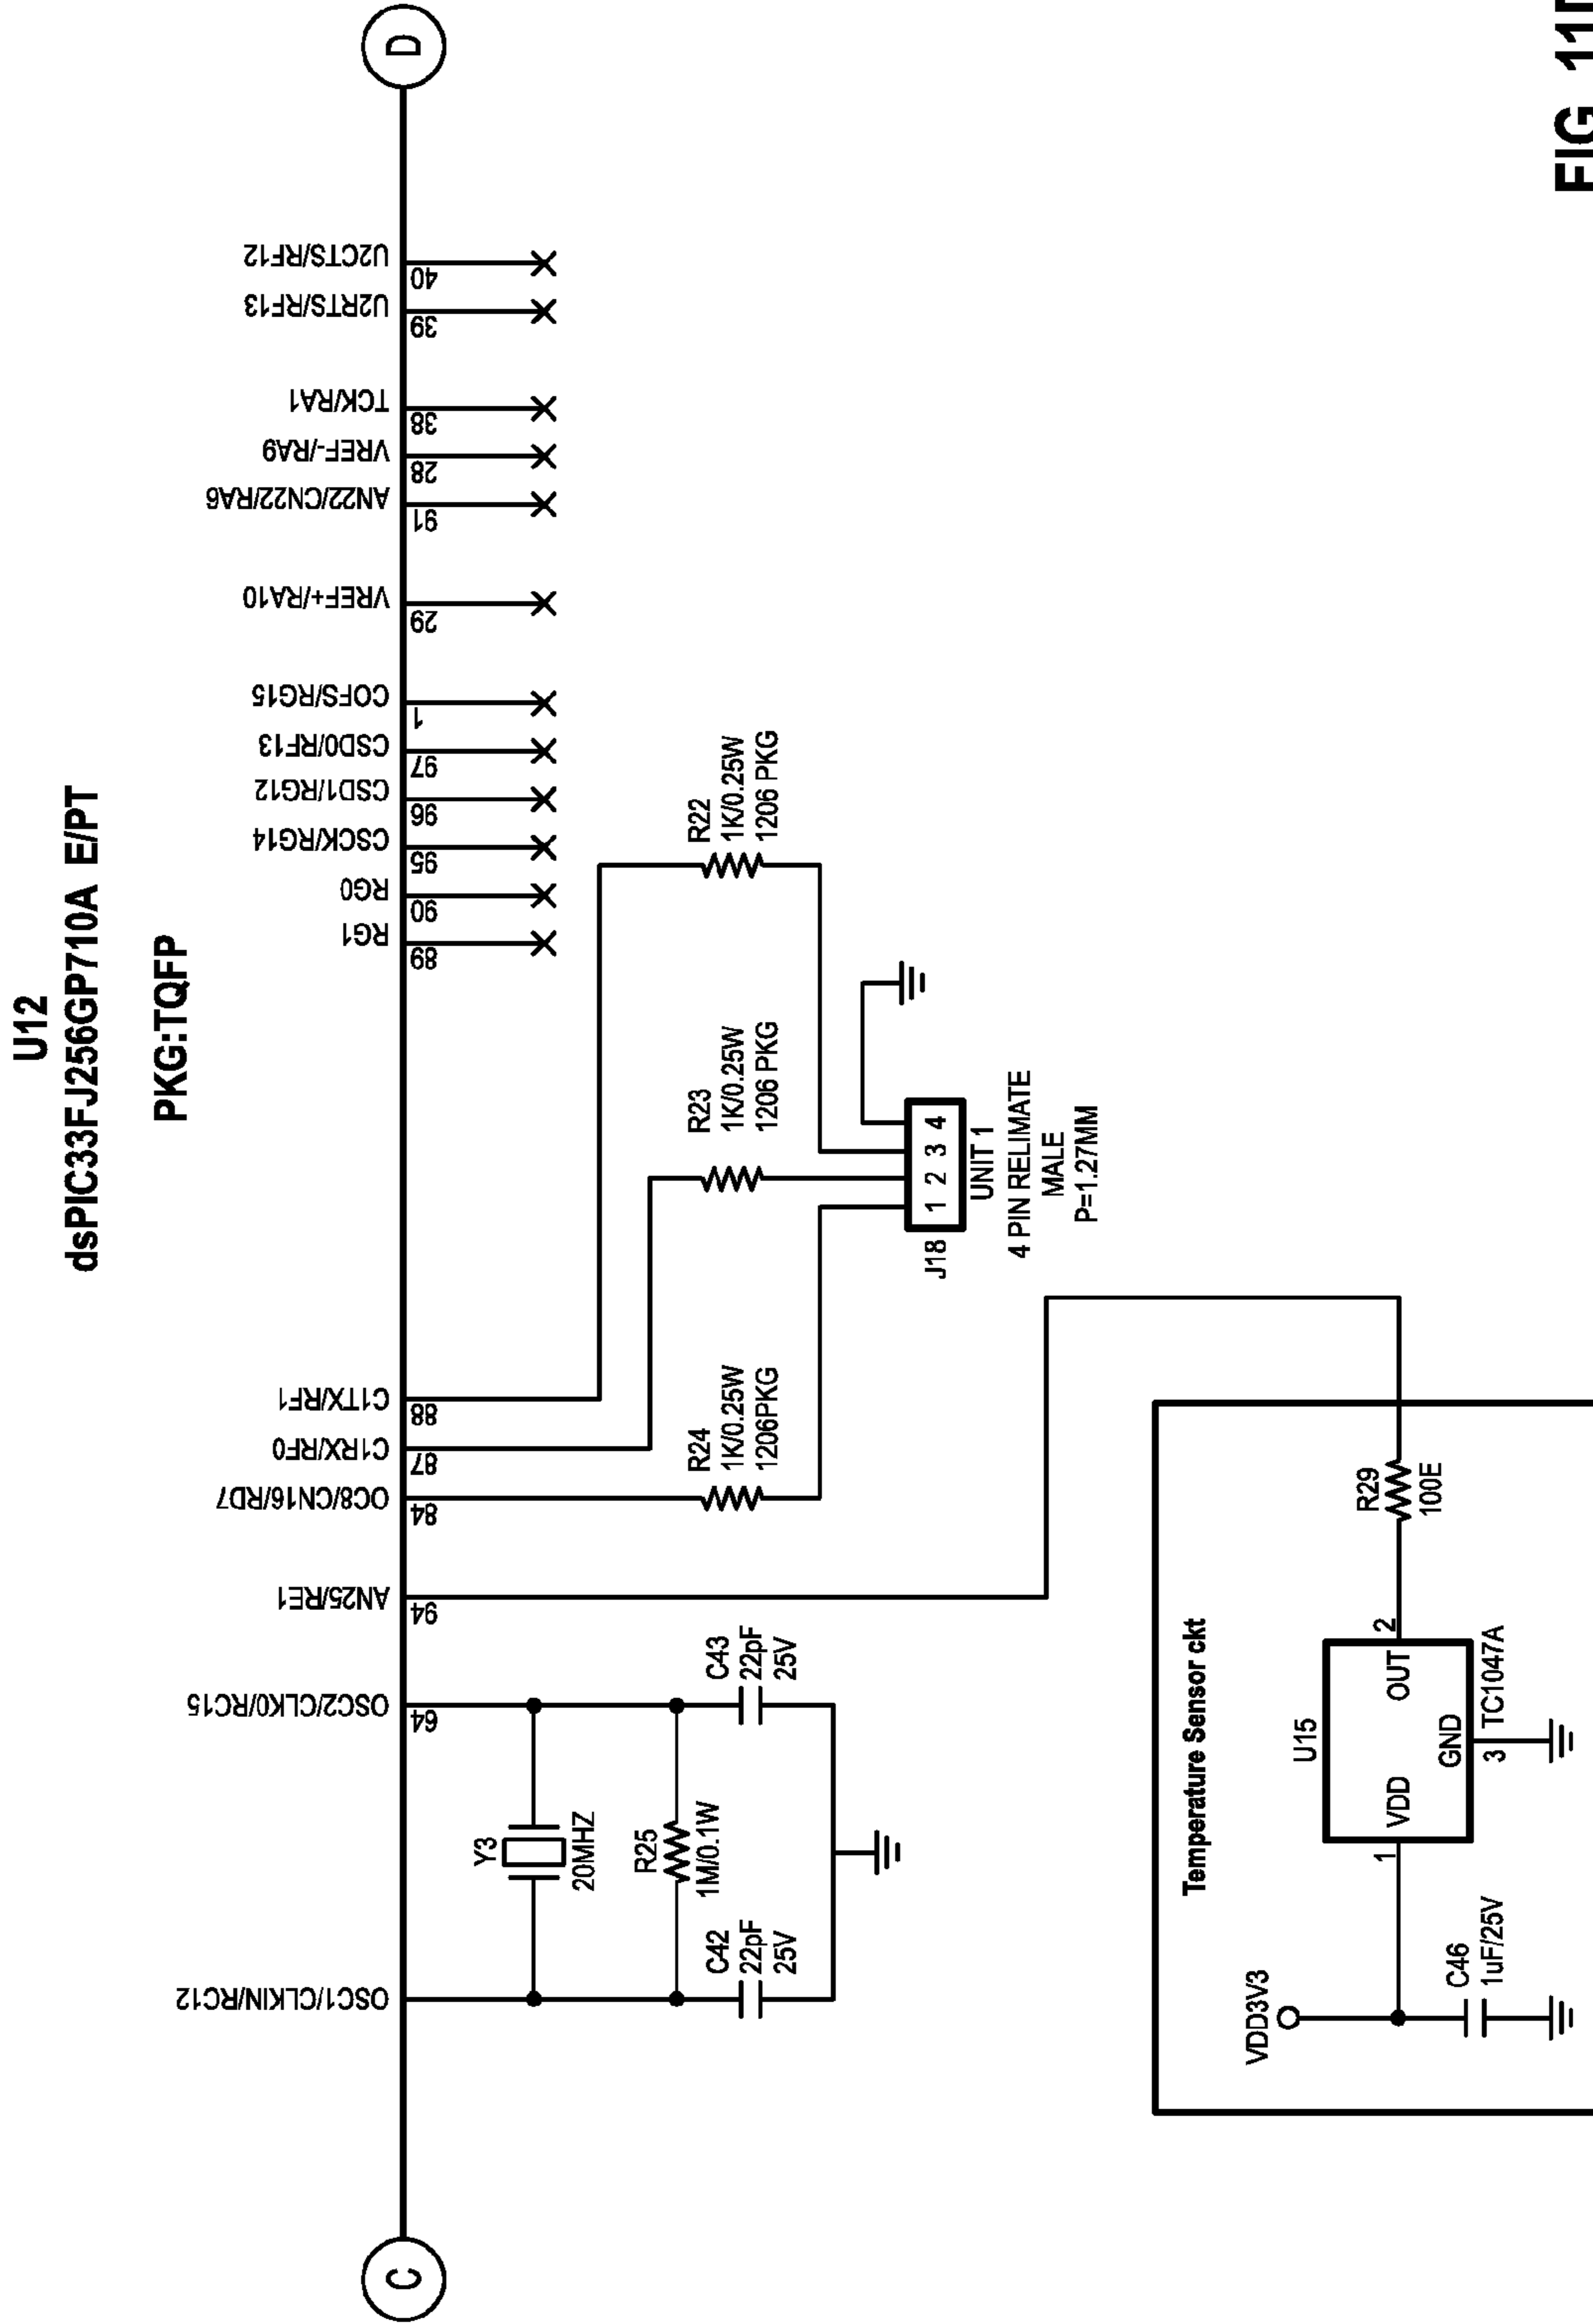 U12
dsPIC33FJ256GP710A E/PT
PKG:TQFP
C
D
OSC1/CLKIN/RC12
OSC2/CLK0/RC15
64
AN25/RE1
94
OC8/CN16/RD7
84
C1RX/RF0
87
C1TX/RF1
88
RG1
89
RG0
90
CSCK/RG14
95
CSD1/RG12
96
CSD0/RF13
97
COFS/RG15
1
VREF+/RA10
29
AN22/CN22/RA6
91
VREF-/RA9
28
TCK/RA1
38
U2RTS/RF13
39
U2CTS/RF12
40
Y3
20MHZ
R25
1M/0.1W
C42
22pF
25V
C43
22pF
25V
R24
1K/0.25W
1206PKG
R23
1K/0.25W
1206 PKG
R22
1K/0.25W
1206 PKG
J18
1 2 3 4
UNIT 1
4 PIN RELIMATE
MALE
P=1.27MM
Temperature Sensor ckt
VDD3V3
C46
1uF/25V
U15
1
VDD
OUT
2
GND
3
TC1047A
R29
100E
FIG. 11